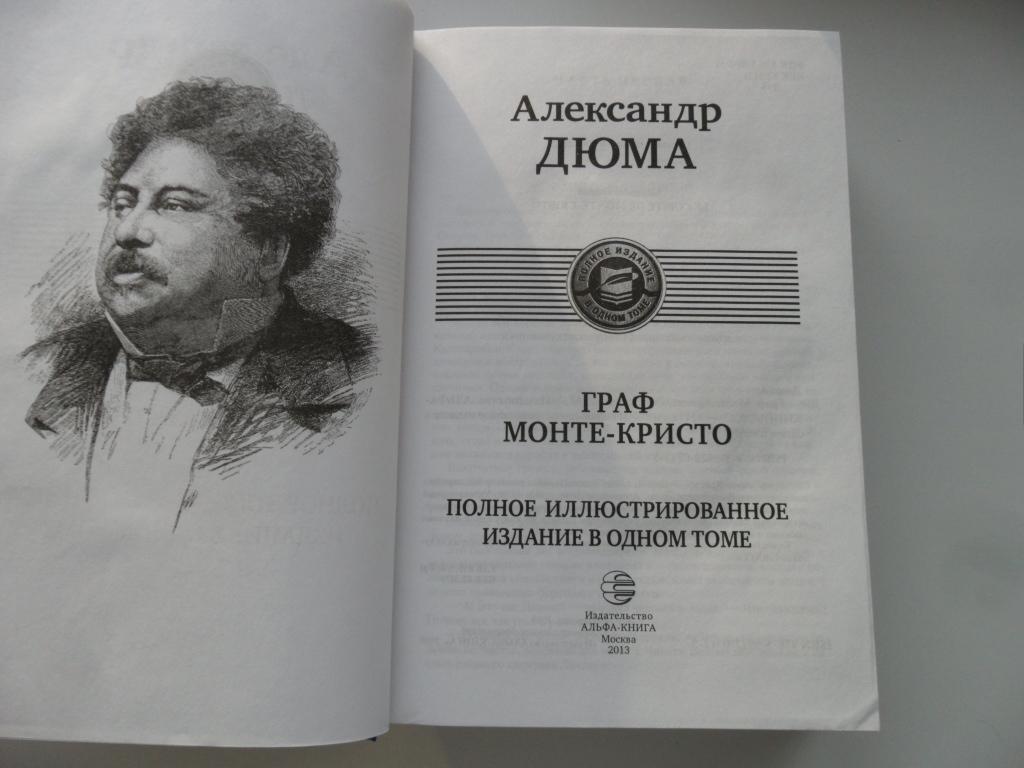 Александр
ДЮМА
ПОЛНОЕ ИЗДАНИЕ
В ОДНОМ ТОМЕ
ГРАФ
МОНТЕ-КРИСТО
ПОЛНОЕ ИЛЛЮСТРИРОВАННОЕ
ИЗДАНИЕ В ОДНОМ ТОМЕ
Издательство
АЛЬФА-КНИГА
Москва
2013